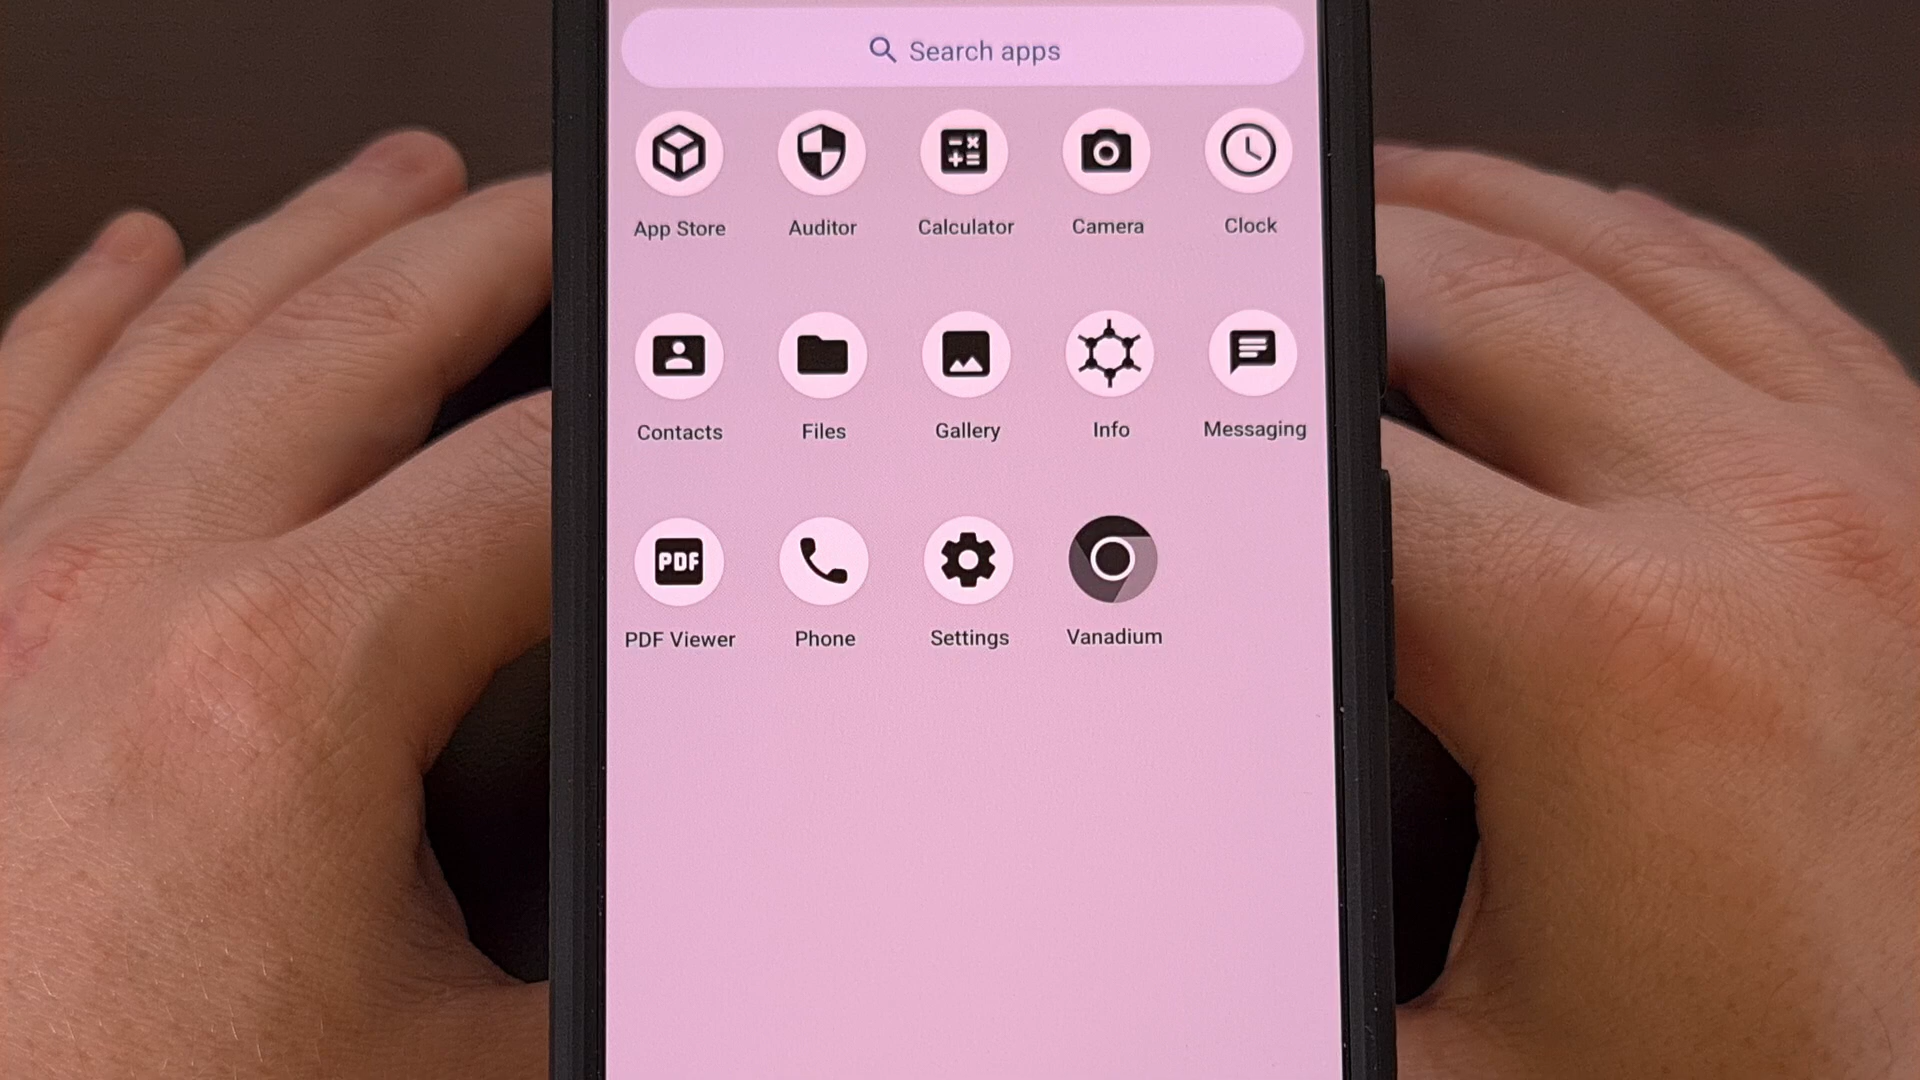 Search apps
App Store Auditor Calculator Camera Clock
Contacts Files Gallery Info Messaging
PDF
PDF Viewer Phone Settings Vanadium